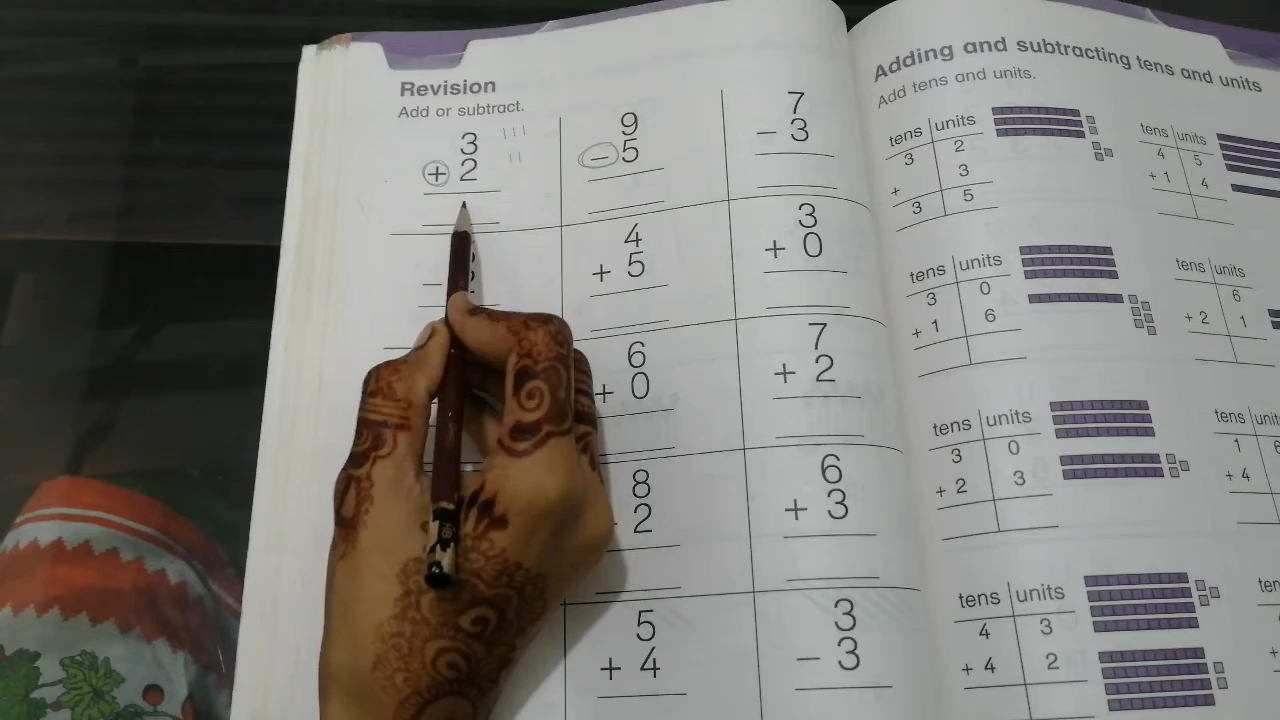 Revision
Add or subtract.
3
+ 2
9
− 5
7
− 3
−
4
+ 5
3
+ 0
6
+ 0
7
+ 2
8
2
6
+ 3
5
+ 4
3
− 3
Adding and subtracting tens and units
Add tens and units.
tens units
3 2
+ 3
3 5
tens units
4 5
+ 1 4
tens units
3 0
+ 1 6
tens units
6
+ 2 1
tens units
3 0
+ 2 3
tens
1 6
+ 4
tens units
4 3
+ 4 2